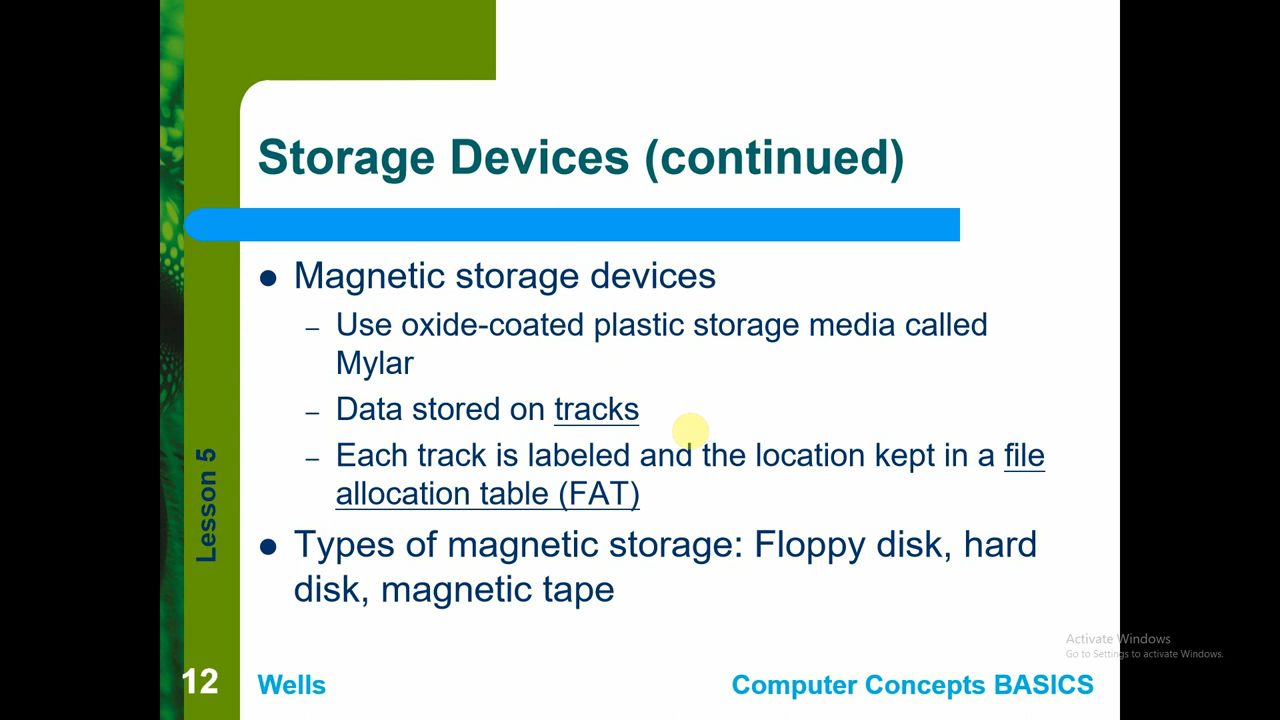 Storage Devices (continued)
● Magnetic storage devices
– Use oxide-coated plastic storage media called
Mylar
– Data stored on tracks
– Each track is labeled and the location kept in a file
allocation table (FAT)
● Types of magnetic storage: Floppy disk, hard
disk, magnetic tape
Lesson 5
Activate Windows
Go to Settings to activate Windows.
12 Wells Computer Concepts BASICS